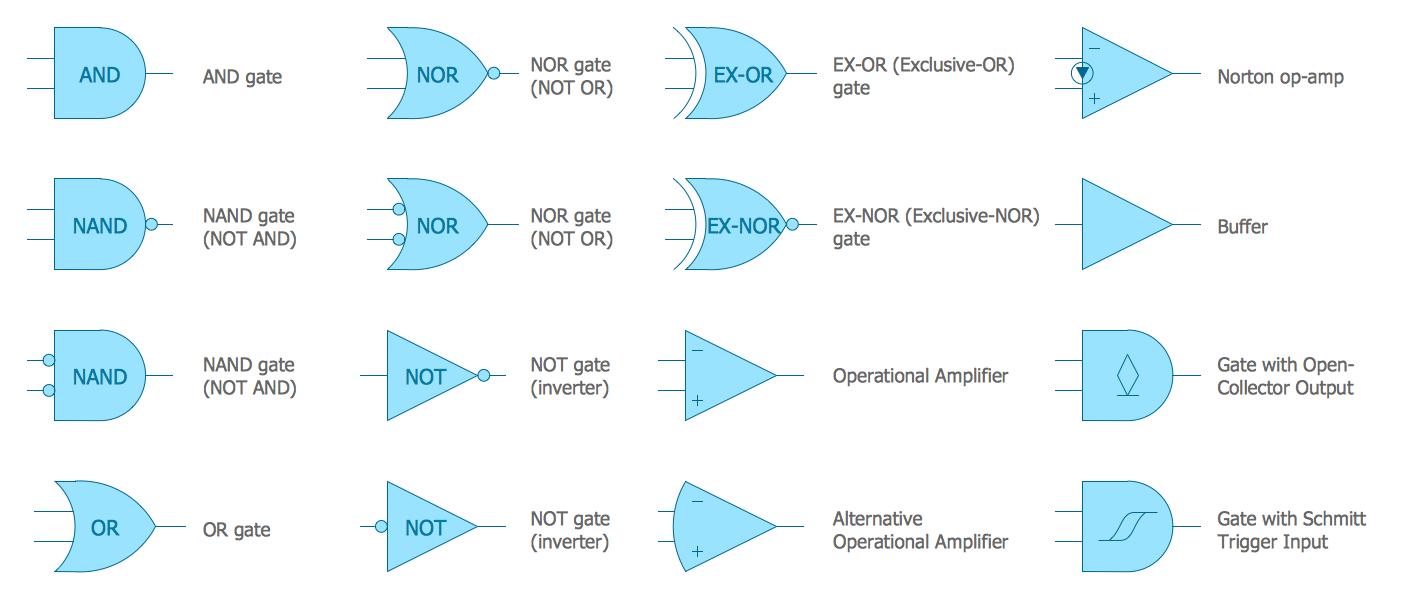 AND
AND gate
NOR
NOR gate
(NOT OR)
EX-OR
EX-OR (Exclusive-OR)
gate
−
+
Norton op-amp
NAND
NAND gate
(NOT AND)
NOR
NOR gate
(NOT OR)
EX-NOR
EX-NOR (Exclusive-NOR)
gate
Buffer
NAND
NAND gate
(NOT AND)
NOT
NOT gate
(inverter)
−
+
Operational Amplifier
Gate with Open-
Collector Output
OR
OR gate
NOT
NOT gate
(inverter)
−
+
Alternative
Operational Amplifier
Gate with Schmitt
Trigger Input